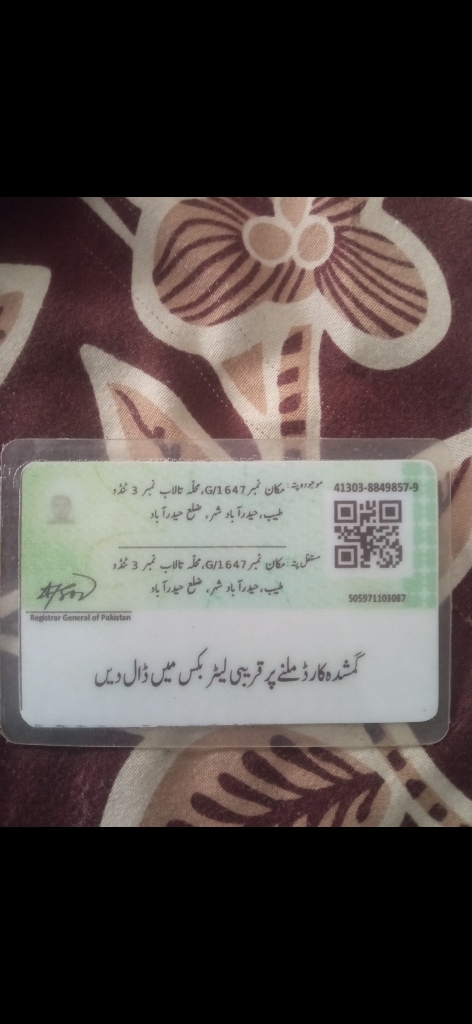 41303-8849857-9
موجودہ پتہ: مکان نمبر G/1647، محلّہ تالاب نمبر 3 ٹنڈو
طیب، حیدرآباد شہر، ضلع حیدرآباد
مستقل پتہ: مکان نمبر G/1647، محلّہ تالاب نمبر 3 ٹنڈو
طیب، حیدرآباد شہر، ضلع حیدرآباد
505971103087
Registrar General of Pakistan
گمشدہ کارڈ ملنے پر قریبی لیٹر بکس میں ڈال دیں